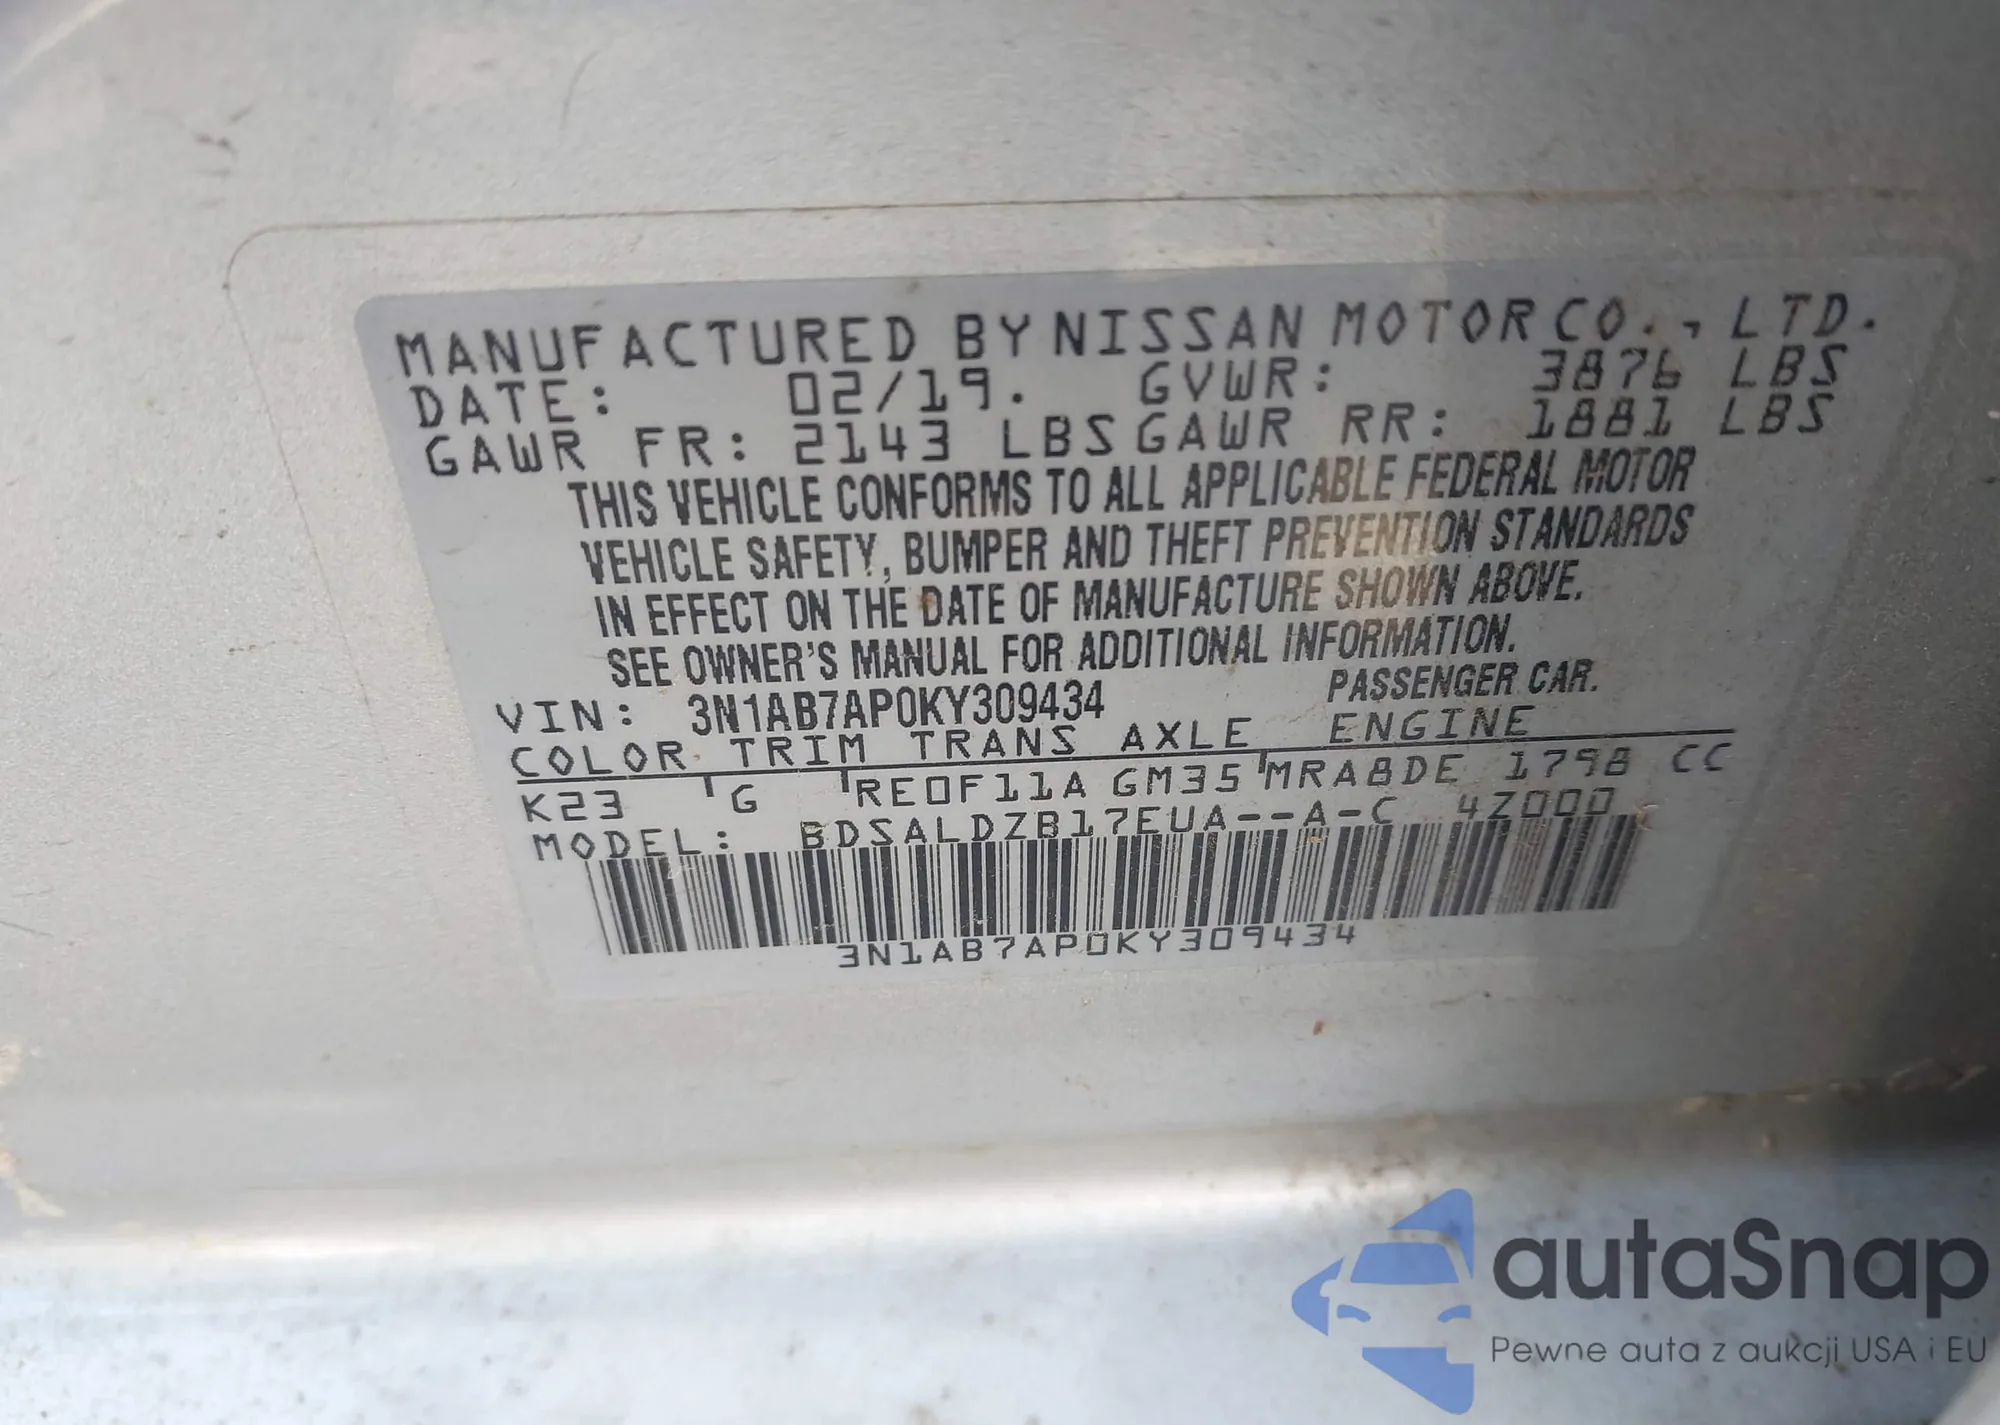 MANUFACTURED BY NISSAN MOTOR CO., LTD.
DATE: 02/19. GVWR: 3876 LBS
GAWR FR: 2143 LBS GAWR RR: 1881 LBS
THIS VEHICLE CONFORMS TO ALL APPLICABLE FEDERAL MOTOR
VEHICLE SAFETY, BUMPER AND THEFT PREVENTION STANDARDS
IN EFFECT ON THE DATE OF MANUFACTURE SHOWN ABOVE.
SEE OWNER'S MANUAL FOR ADDITIONAL INFORMATION.
VIN: 3N1AB7AP0KY309434 PASSENGER CAR.
COLOR TRIM TRANS AXLE ENGINE
K23 G RE0F11A GM35 MRA8DE 1798 CC
MODEL: BDSALDZB17EUA--A-C 4Z000
3N1AB7AP0KY309434
autaSnap
Pewne auta z aukcji USA i EU